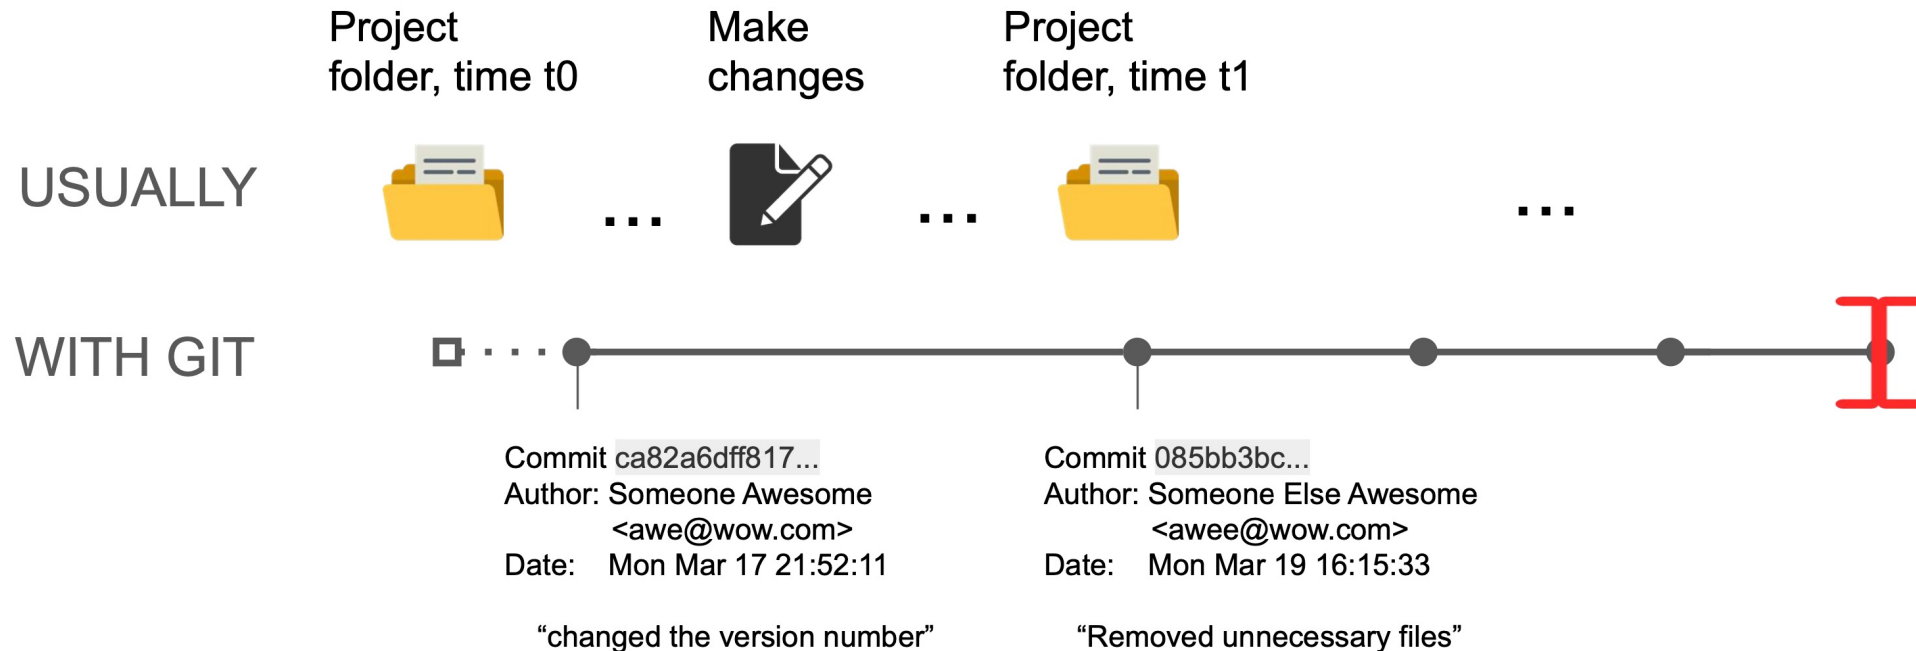 Project
folder, time t0
Make
changes
Project
folder, time t1
USUALLY
...
...
...
WITH GIT
Commit ca82a6dff817...
Author: Someone Awesome
<awe@wow.com>
Date: Mon Mar 17 21:52:11
“changed the version number”
Commit 085bb3bc...
Author: Someone Else Awesome
<awee@wow.com>
Date: Mon Mar 19 16:15:33
“Removed unnecessary files”